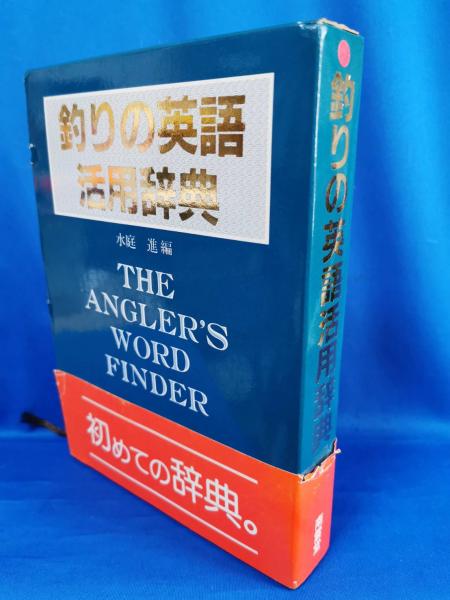 釣りの英語
活用辞典
水庭 進編
THE
ANGLER'S
WORD
FINDER
初めての辞典。
釣りの英語活用辞典